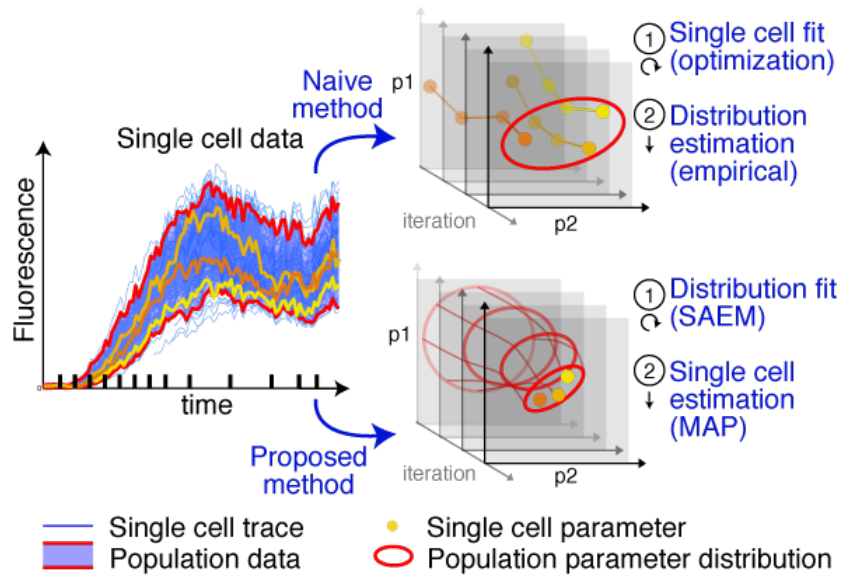 Single cell data
Fluorescence
0
time
Naive
method
Proposed
method
p1
iteration
p2
1 Single cell fit
(optimization)
2 Distribution
estimation
(empirical)
p1
iteration
p2
1 Distribution fit
(SAEM)
2 Single cell
estimation
(MAP)
Single cell trace
Population data
Single cell parameter
Population parameter distribution